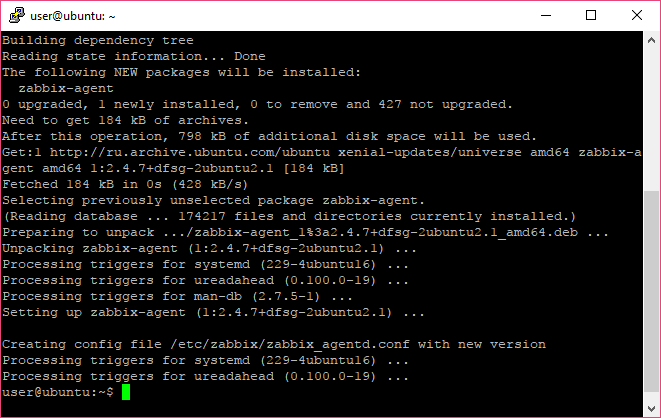 user@ubuntu: ~
Building dependency tree
Reading state information... Done
The following NEW packages will be installed:
  zabbix-agent
0 upgraded, 1 newly installed, 0 to remove and 427 not upgraded.
Need to get 184 kB of archives.
After this operation, 798 kB of additional disk space will be used.
Get:1 http://ru.archive.ubuntu.com/ubuntu xenial-updates/universe amd64 zabbix-a
gent amd64 1:2.4.7+dfsg-2ubuntu2.1 [184 kB]
Fetched 184 kB in 0s (428 kB/s)
Selecting previously unselected package zabbix-agent.
(Reading database ... 174217 files and directories currently installed.)
Preparing to unpack .../zabbix-agent_1%3a2.4.7+dfsg-2ubuntu2.1_amd64.deb ...
Unpacking zabbix-agent (1:2.4.7+dfsg-2ubuntu2.1) ...
Processing triggers for systemd (229-4ubuntu16) ...
Processing triggers for ureadahead (0.100.0-19) ...
Processing triggers for man-db (2.7.5-1) ...
Setting up zabbix-agent (1:2.4.7+dfsg-2ubuntu2.1) ...

Creating config file /etc/zabbix/zabbix_agentd.conf with new version
Processing triggers for systemd (229-4ubuntu16) ...
Processing triggers for ureadahead (0.100.0-19) ...
user@ubuntu:~$